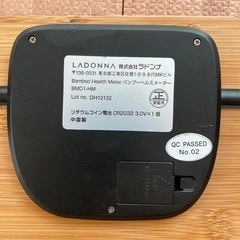 LADONNA 株式会社ラドンナ
〒135-0031 東京都江東区佐賀1-5-9 永代MKビル
Bamboo Health Meter バンブーヘルスメーター
BM01-HM
Lot no. DH12132
正
リチウムコイン電池 CR2032 3.0V×1個
中国製
QC PASSED
No.02